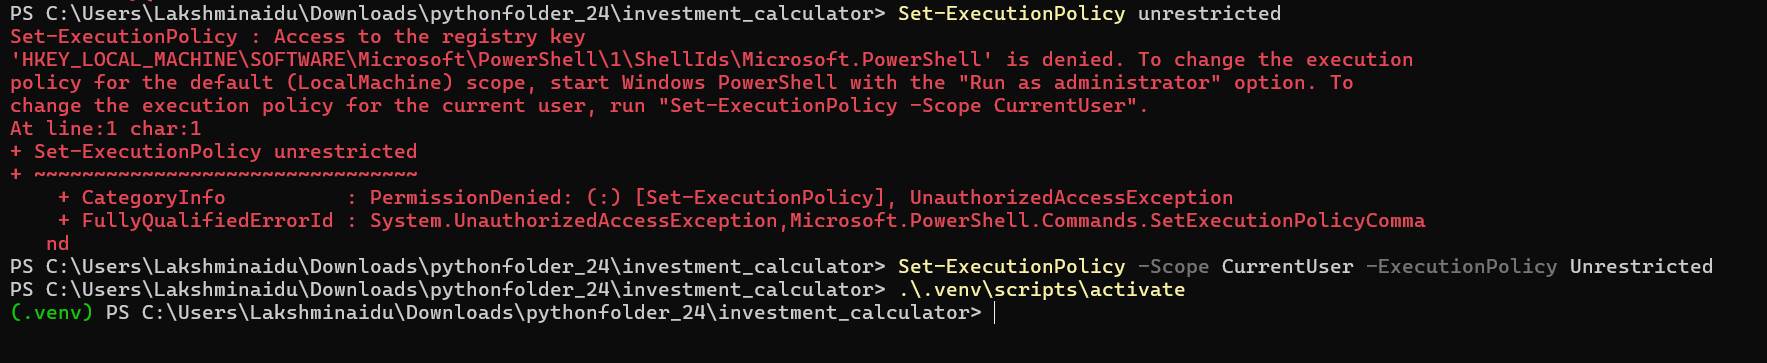 PS C:\Users\Lakshminaidu\Downloads\pythonfolder_24\investment_calculator> Set-ExecutionPolicy unrestricted
Set-ExecutionPolicy : Access to the registry key
'HKEY_LOCAL_MACHINE\SOFTWARE\Microsoft\PowerShell\1\ShellIds\Microsoft.PowerShell' is denied. To change the execution
policy for the default (LocalMachine) scope, start Windows PowerShell with the "Run as administrator" option. To
change the execution policy for the current user, run "Set-ExecutionPolicy -Scope CurrentUser".
At line:1 char:1
+ Set-ExecutionPolicy unrestricted
+ ~~~~~~~~~~~~~~~~~~~~~~~~~~~~~~~~
    + CategoryInfo          : PermissionDenied: (:) [Set-ExecutionPolicy], UnauthorizedAccessException
    + FullyQualifiedErrorId : System.UnauthorizedAccessException,Microsoft.PowerShell.Commands.SetExecutionPolicyComma
   nd
PS C:\Users\Lakshminaidu\Downloads\pythonfolder_24\investment_calculator> Set-ExecutionPolicy -Scope CurrentUser -ExecutionPolicy Unrestricted
PS C:\Users\Lakshminaidu\Downloads\pythonfolder_24\investment_calculator> .\.venv\scripts\activate
(.venv) PS C:\Users\Lakshminaidu\Downloads\pythonfolder_24\investment_calculator>